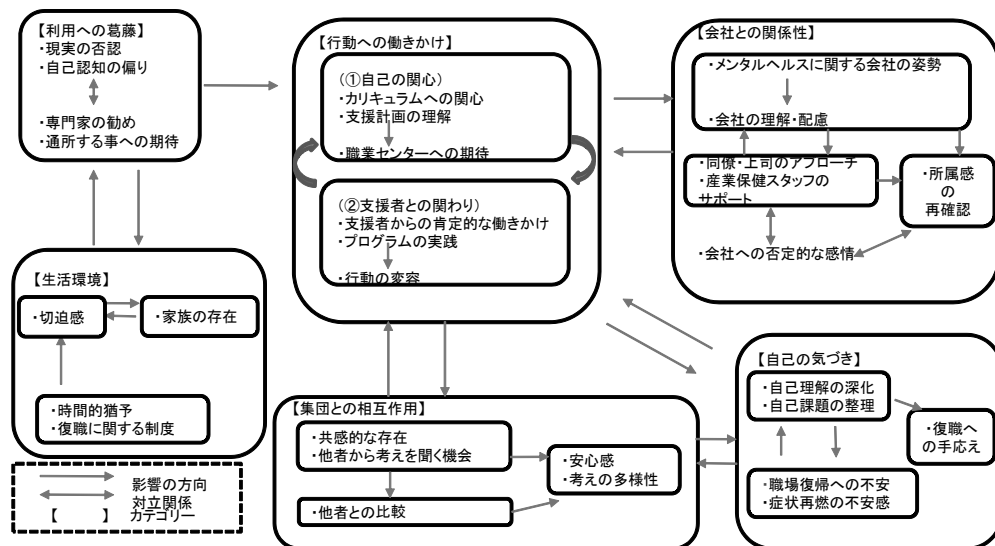 【利用への葛藤】
・現実の否認
・自己認知の偏り
・専門家の勧め
・通所する事への期待
【行動への働きかけ】
(①自己の関心)
・カリキュラムへの関心
・支援計画の理解
・職業センターへの期待
(②支援者との関わり)
・支援者からの肯定的な働きかけ
・プログラムの実践
・行動の変容
【会社との関係性】
・メンタルヘルスに関する会社の姿勢
・会社の理解・配慮
・同僚・上司のアプローチ
・産業保健スタッフの
サポート
・所属感
の
再確認
・会社への否定的な感情
【生活環境】
・切迫感
・家族の存在
・時間的猶予
・復職に関する制度
【集団との相互作用】
・共感的な存在
・他者から考えを聞く機会
・他者との比較
・安心感
・考えの多様性
【自己の気づき】
・自己理解の深化
・自己課題の整理
・復職へ
の手応え
・職場復帰への不安
・症状再燃の不安感
影響の方向
対立関係
【　　】 カテゴリー